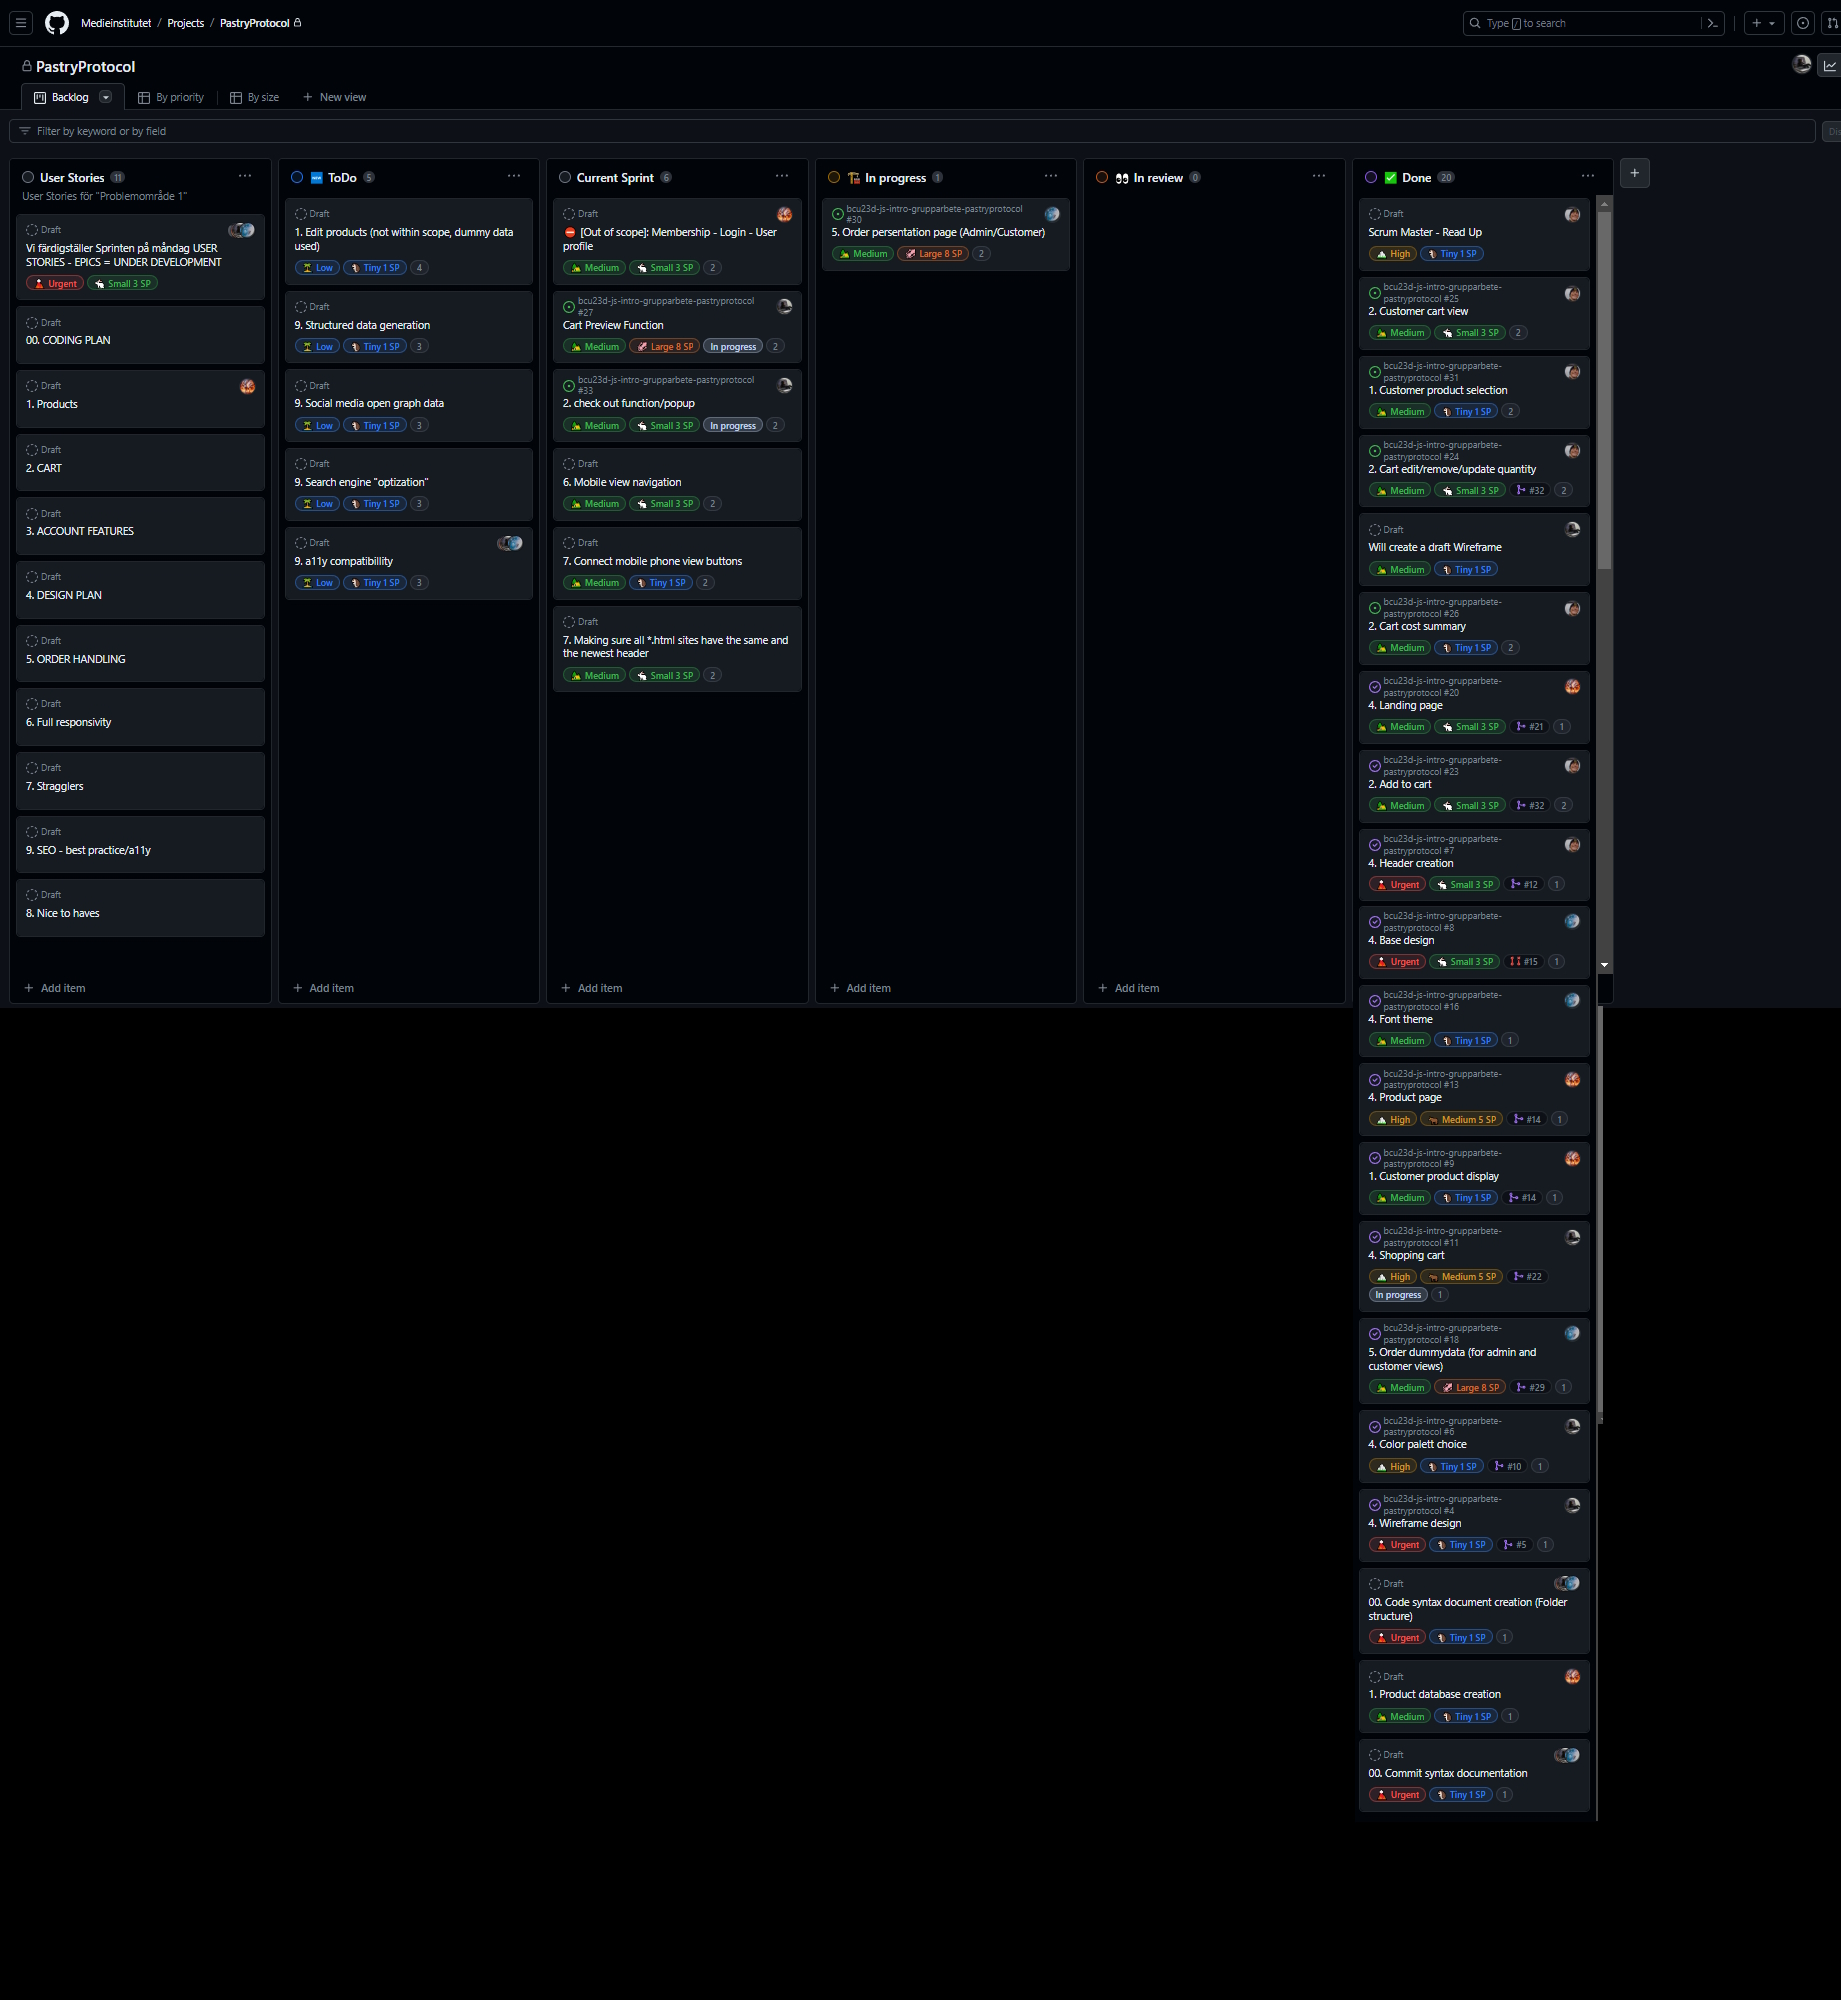 Medieinstitutet / Projects / PastryProtocol
Type / to search
PastryProtocol
Backlog
By priority
By size
New view
Filter by keyword or by field
User Stories 11
User Stories för "Problemområde 1"
Draft
Vi färdigställer Sprinten på måndag USER
STORIES - EPICS = UNDER DEVELOPMENT
Urgent Small 3 SP
Draft
00. CODING PLAN
Draft
1. Products
Draft
2. CART
Draft
3. ACCOUNT FEATURES
Draft
4. DESIGN PLAN
Draft
5. ORDER HANDLING
Draft
6. Full responsivity
Draft
7. Stragglers
Draft
9. SEO - best practice/a11y
Draft
8. Nice to haves
Add item
ToDo 5
Draft
1. Edit products (not within scope, dummy data
used)
Low Tiny 1 SP 4
Draft
9. Structured data generation
Low Tiny 1 SP 3
Draft
9. Social media open graph data
Low Tiny 1 SP 3
Draft
9. Search engine "optization"
Low Tiny 1 SP 3
Draft
9. a11y compatibillity
Low Tiny 1 SP 3
Add item
Current Sprint 6
Draft
[Out of scope]: Membership - Login - User
profile
Medium Small 3 SP 2
bcu23d-js-intro-grupparbete-pastryprotocol
#27
Cart Preview Function
Medium Large 8 SP In progress 2
bcu23d-js-intro-grupparbete-pastryprotocol
#33
2. check out function/popup
Medium Small 3 SP In progress 2
Draft
6. Mobile view navigation
Medium Small 3 SP 2
Draft
7. Connect mobile phone view buttons
Medium Tiny 1 SP 2
Draft
7. Making sure all *.html sites have the same and
the newest header
Medium Small 3 SP 2
Add item
In progress 1
bcu23d-js-intro-grupparbete-pastryprotocol
#30
5. Order persentation page (Admin/Customer)
Medium Large 8 SP 2
Add item
In review 0
Add item
Done 20
Draft
Scrum Master - Read Up
High Tiny 1 SP
bcu23d-js-intro-grupparbete-
pastryprotocol #25
2. Customer cart view
Medium Small 3 SP 2
bcu23d-js-intro-grupparbete-
pastryprotocol #31
1. Customer product selection
Medium Tiny 1 SP 2
bcu23d-js-intro-grupparbete-
pastryprotocol #24
2. Cart edit/remove/update quantity
Medium Small 3 SP #32 2
Draft
Will create a draft Wireframe
Medium Tiny 1 SP
bcu23d-js-intro-grupparbete-
pastryprotocol #26
2. Cart cost summary
Medium Tiny 1 SP 2
bcu23d-js-intro-grupparbete-
pastryprotocol #20
4. Landing page
Medium Small 3 SP #21 1
bcu23d-js-intro-grupparbete-
pastryprotocol #23
2. Add to cart
Medium Small 3 SP #32 2
bcu23d-js-intro-grupparbete-
pastryprotocol #7
4. Header creation
Urgent Small 3 SP #12 1
bcu23d-js-intro-grupparbete-
pastryprotocol #8
4. Base design
Urgent Small 3 SP #15 1
bcu23d-js-intro-grupparbete-
pastryprotocol #16
4. Font theme
Medium Tiny 1 SP 1
bcu23d-js-intro-grupparbete-
pastryprotocol #13
4. Product page
High Medium 5 SP #14 1
bcu23d-js-intro-grupparbete-
pastryprotocol #9
1. Customer product display
Medium Tiny 1 SP #14 1
bcu23d-js-intro-grupparbete-
pastryprotocol #11
4. Shopping cart
High Medium 5 SP #22
In progress 1
bcu23d-js-intro-grupparbete-
pastryprotocol #18
5. Order dummydata (for admin and
customer views)
Medium Large 8 SP #29 1
bcu23d-js-intro-grupparbete-
pastryprotocol #6
4. Color palett choice
High Tiny 1 SP #10 1
bcu23d-js-intro-grupparbete-
pastryprotocol #4
4. Wireframe design
Urgent Tiny 1 SP #5 1
Draft
00. Code syntax document creation (Folder
structure)
Urgent Tiny 1 SP 1
Draft
1. Product database creation
Medium Tiny 1 SP 1
Draft
00. Commit syntax documentation
Urgent Tiny 1 SP 1